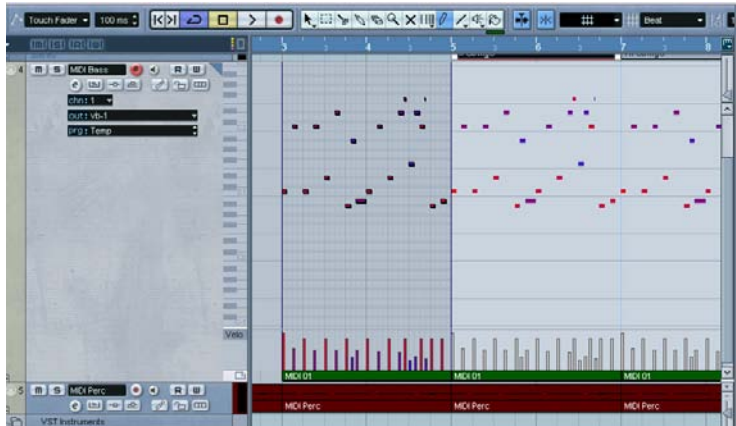 Touch Fader 100 ms Beat
3 4 5 6 7 8
4 m S MIDI Bass R W
e
chn: 1
out: vb-1
prg: Temp
Velo
MIDI 01 MIDI 01 MIDI 01
5 m S MIDI Perc R W
e
MIDI Perc MIDI Perc MIDI Perc
VST Instruments